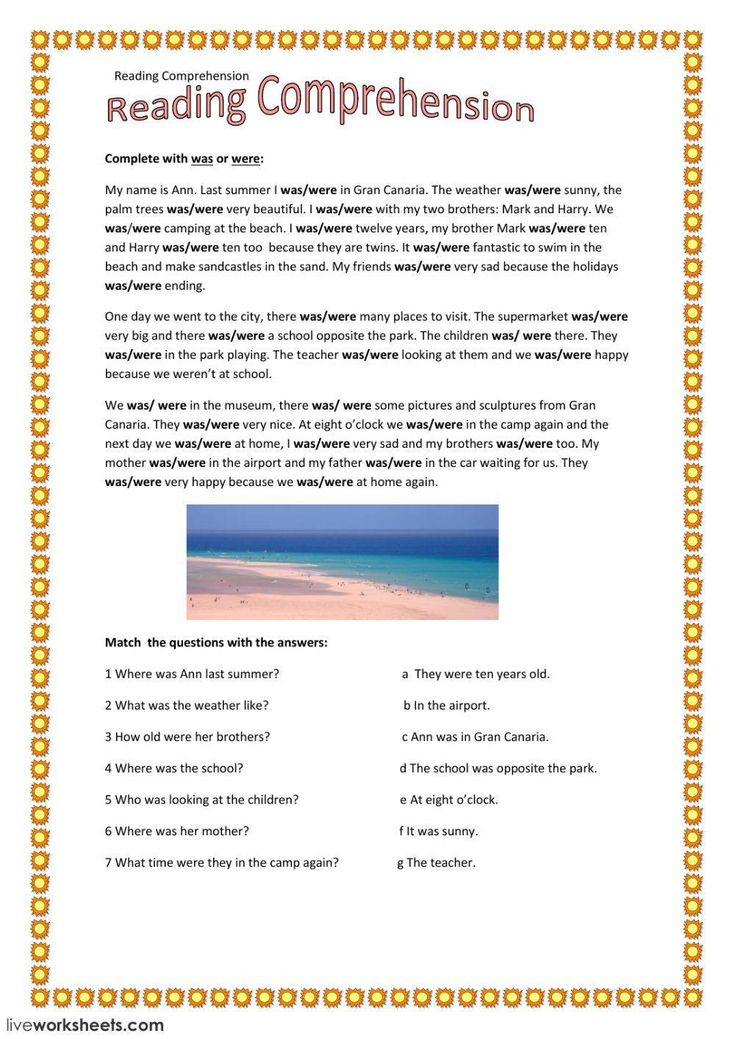 Reading Comprehension
Reading Comprehension
Complete with was or were:
My name is Ann. Last summer I was/were in Gran Canaria. The weather was/were sunny, the
palm trees was/were very beautiful. I was/were with my two brothers: Mark and Harry. We
was/were camping at the beach. I was/were twelve years, my brother Mark was/were ten
and Harry was/were ten too because they are twins. It was/were fantastic to swim in the
beach and make sandcastles in the sand. My friends was/were very sad because the holidays
was/were ending.
One day we went to the city, there was/were many places to visit. The supermarket was/were
very big and there was/were a school opposite the park. The children was/ were there. They
was/were in the park playing. The teacher was/were looking at them and we was/were happy
because we weren't at school.
We was/ were in the museum, there was/ were some pictures and sculptures from Gran
Canaria. They was/were very nice. At eight o'clock we was/were in the camp again and the
next day we was/were at home, I was/were very sad and my brothers was/were too. My
mother was/were in the airport and my father was/were in the car waiting for us. They
was/were very happy because we was/were at home again.
Match the questions with the answers:
1 Where was Ann last summer? a They were ten years old.
2 What was the weather like? b In the airport.
3 How old were her brothers? c Ann was in Gran Canaria.
4 Where was the school? d The school was opposite the park.
5 Who was looking at the children? e At eight o'clock.
6 Where was her mother? f It was sunny.
7 What time were they in the camp again? g The teacher.
liveworksheets.com